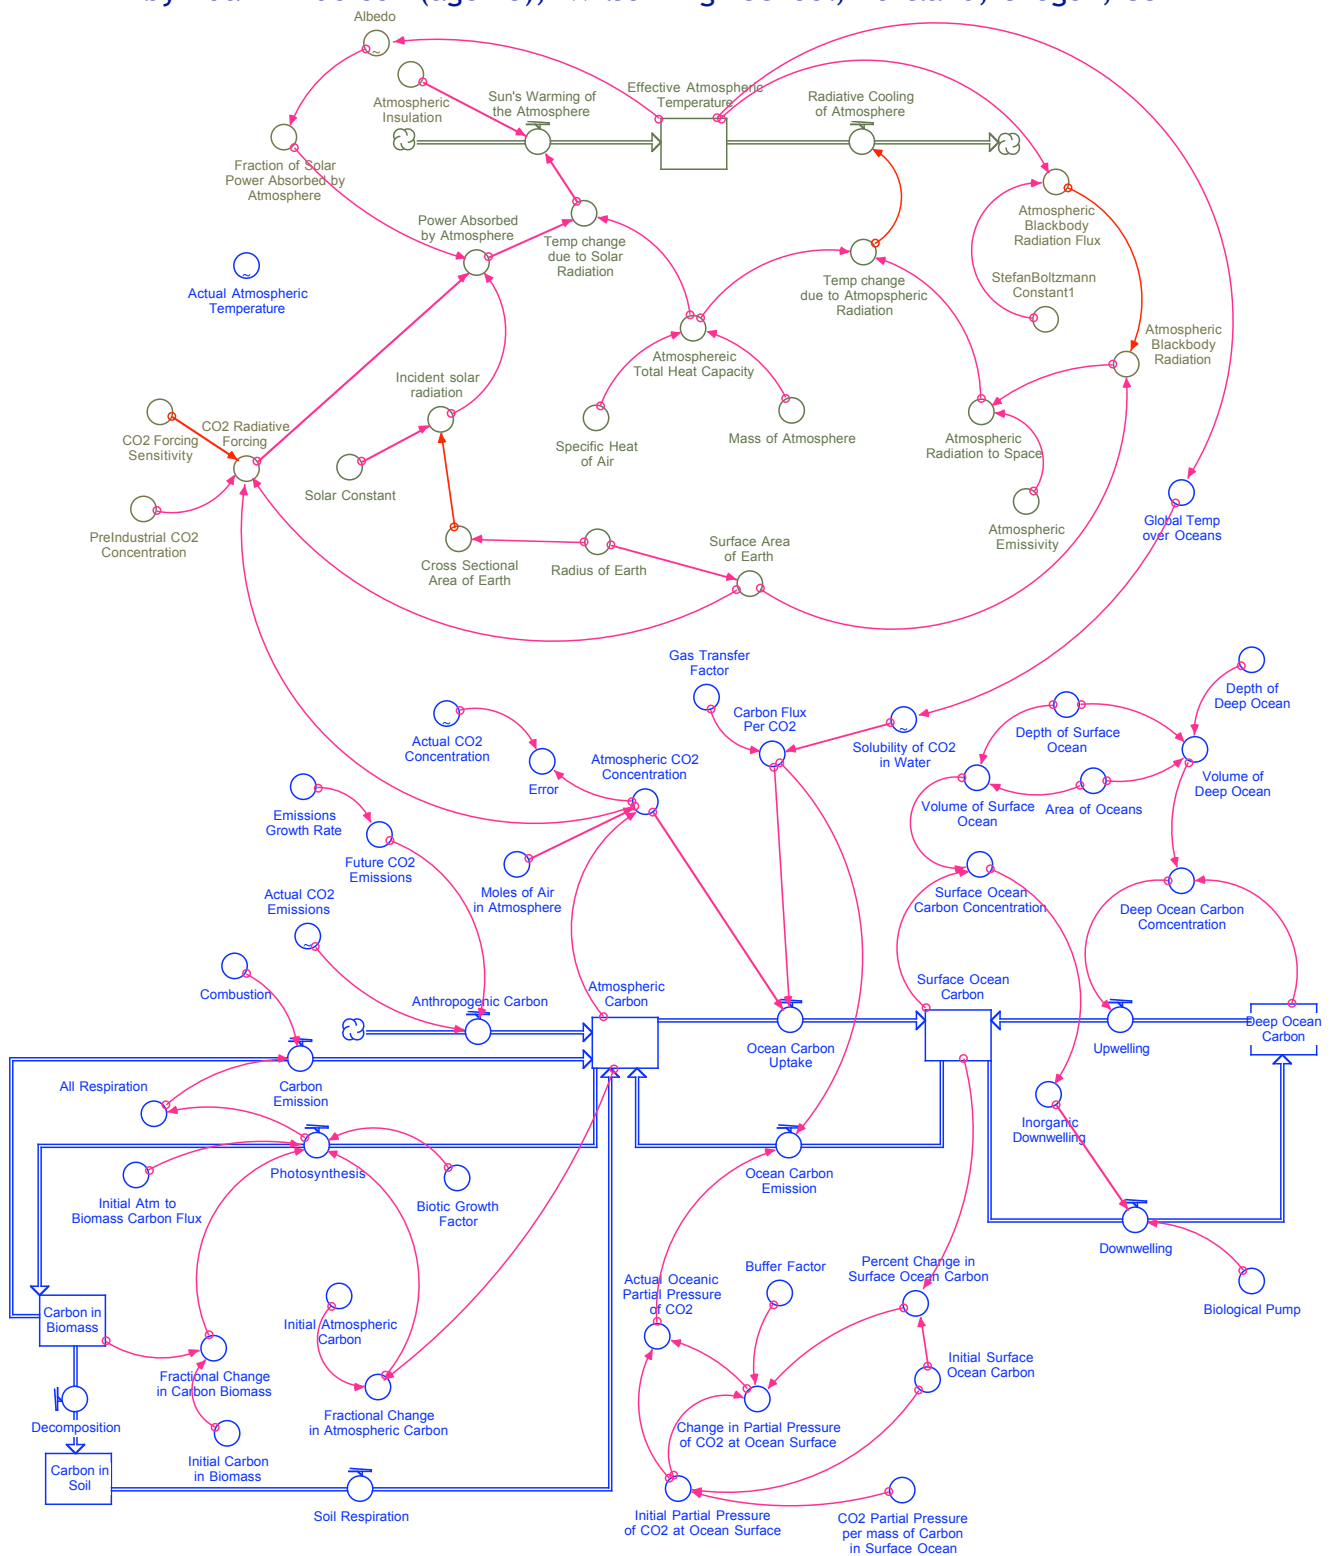 Albedo
Atmospheric
Insulation
Sun's Warming of
the Atmosphere
Effective Atmospheric
Temperature
Radiative Cooling
of Atmosphere
Fraction of Solar
Power Absorbed by
Atmosphere
Power Absorbed
by Atmosphere
Temp change
due to Solar
Radiation
Atmospheric
Blackbody
Radiation Flux
Actual Atmospheric
Temperature
Temp change
due to Atmopspheric
Radiation
StefanBoltzmann
Constant1
Atmosphereic
Total Heat Capacity
Atmospheric
Blackbody
Radiation
Incident solar
radiation
CO2 Forcing
Sensitivity
CO2 Radiative
Forcing
Solar Constant
Specific Heat
of Air
Mass of Atmosphere
Atmospheric
Radiation to Space
PreIndustrial CO2
Concentration
Cross Sectional
Area of Earth
Radius of Earth
Surface Area
of Earth
Atmospheric
Emissivity
Global Temp
over Oceans
Gas Transfer
Factor
Carbon Flux
Per CO2
Solubility of CO2
in Water
Depth of
Deep Ocean
Depth of Surface
Ocean
Actual CO2
Concentration
Error
Atmospheric CO2
Concentration
Volume of Surface
Ocean
Area of Oceans
Volume of
Deep Ocean
Emissions
Growth Rate
Future CO2
Emissions
Actual CO2
Emissions
Moles of Air
in Atmosphere
Surface Ocean
Carbon Concentration
Deep Ocean Carbon
Comcentration
Combustion
Anthropogenic Carbon
Atmospheric
Carbon
Surface Ocean
Carbon
Deep Ocean
Carbon
Ocean Carbon
Uptake
Upwelling
All Respiration
Carbon
Emission
Inorganic
Downwelling
Photosynthesis
Initial Atm to
Biomass Carbon Flux
Biotic Growth
Factor
Ocean Carbon
Emission
Downwelling
Biological Pump
Carbon in
Biomass
Initial Atmospheric
Carbon
Actual Oceanic
Partial Pressure
of CO2
Buffer Factor
Percent Change in
Surface Ocean Carbon
Initial Surface
Ocean Carbon
Fractional Change
in Carbon Biomass
Fractional Change
in Atmospheric Carbon
Change in Partial Pressure
of CO2 at Ocean Surface
Decomposition
Initial Carbon
in Biomass
Carbon in
Soil
Soil Respiration
Initial Partial Pressure
of CO2 at Ocean Surface
CO2 Partial Pressure
per mass of Carbon
in Surface Ocean